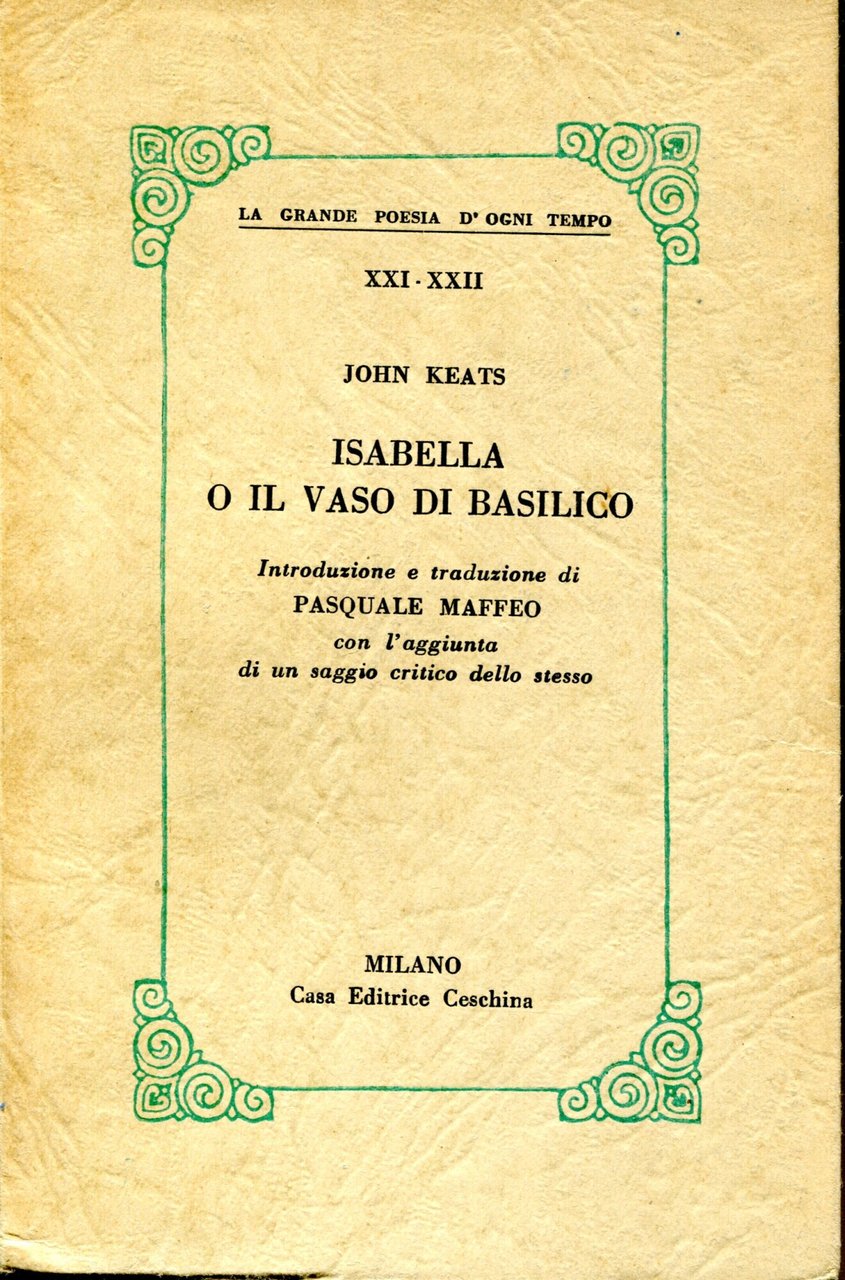 LA GRANDE POESIA D'OGNI TEMPO
XXI - XXII
JOHN KEATS
ISABELLA
O IL VASO DI BASILICO
Introduzione e traduzione di
PASQUALE MAFFEO
con l'aggiunta
di un saggio critico dello stesso
MILANO
Casa Editrice Ceschina